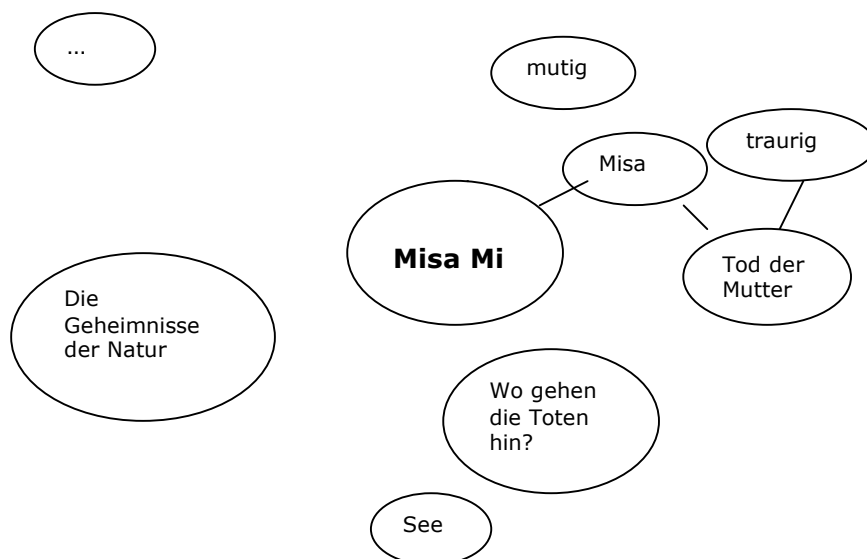 ...
mutig
traurig
Misa
Misa Mi
Tod der
Mutter
Die
Geheimnisse
der Natur
Wo gehen
die Toten
hin?
See